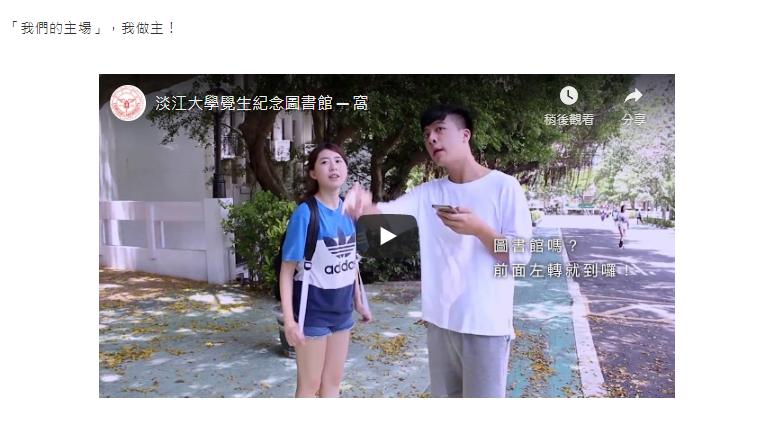 「我們的主場」，我做主！
淡江大學覺生紀念圖書館 — 窩
稍後觀看
分享
adidas
圖書館嗎？
前面左轉就到囉！